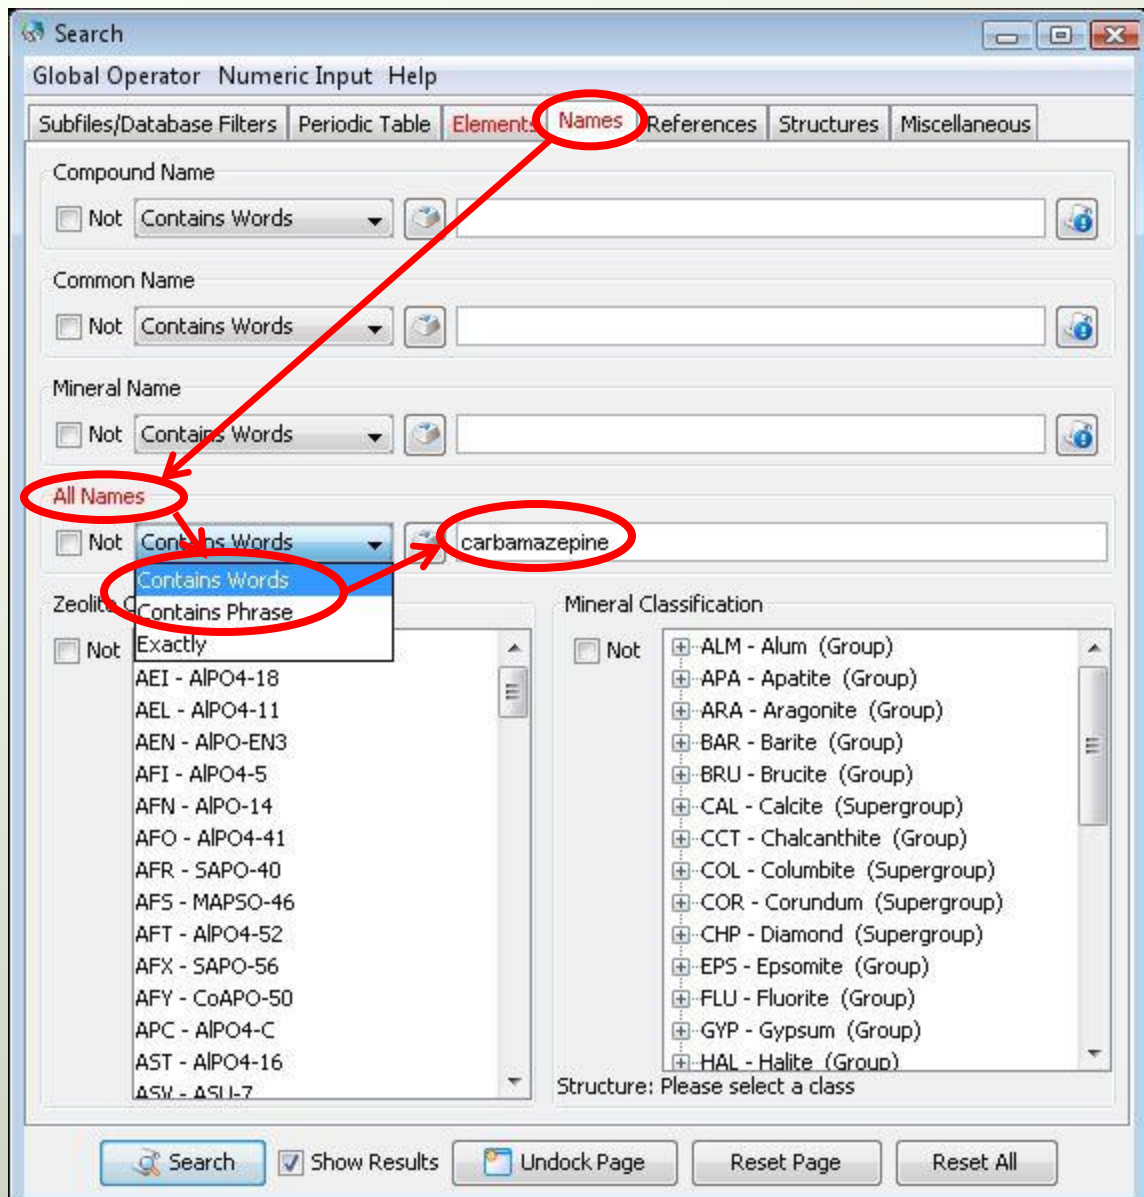 Search
Global Operator Numeric Input Help
Subfiles/Database Filters Periodic Table Elements Names References Structures Miscellaneous
Compound Name
Not Contains Words
Common Name
Not Contains Words
Mineral Name
Not Contains Words
All Names
Not Contains Words carbamazepine
Contains Words
Contains Phrase
Exactly
Zeolite
Not
AEI - AlPO4-18
AEL - AlPO4-11
AEN - AlPO-EN3
AFI - AlPO4-5
AFN - AlPO-14
AFO - AlPO4-41
AFR - SAPO-40
AFS - MAPSO-46
AFT - AlPO4-52
AFX - SAPO-56
AFY - CoAPO-50
APC - AlPO4-C
AST - AlPO4-16
ASV - ASU-7
Mineral Classification
Not
ALM - Alum (Group)
APA - Apatite (Group)
ARA - Aragonite (Group)
BAR - Barite (Group)
BRU - Brucite (Group)
CAL - Calcite (Supergroup)
CCT - Chalcanthite (Group)
COL - Columbite (Supergroup)
COR - Corundum (Supergroup)
CHP - Diamond (Supergroup)
EPS - Epsomite (Group)
FLU - Fluorite (Group)
GYP - Gypsum (Group)
HAL - Halite (Group)
Structure: Please select a class
Search Show Results Undock Page Reset Page Reset All